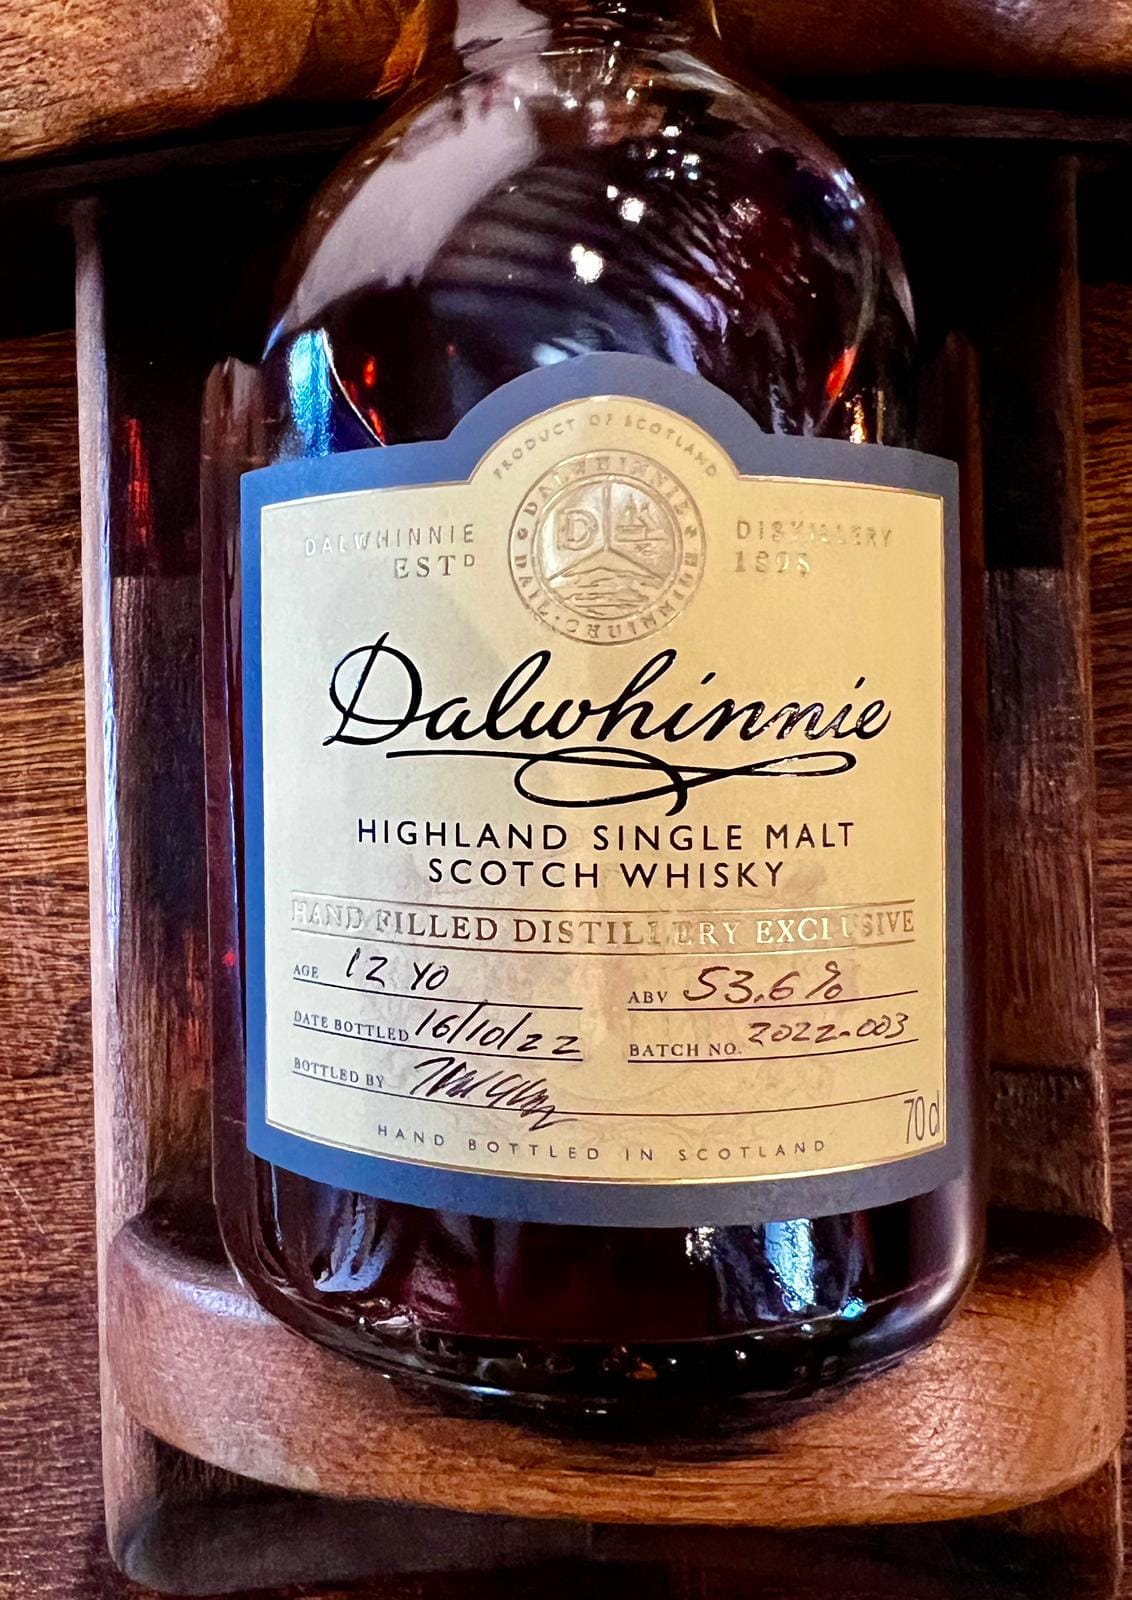 PRODUCT OF SCOTLAND
DALWHINNIE
D
DALWHINNIE ESTD
DISTILLERY 1898
Dalwhinnie
HIGHLAND SINGLE MALT
SCOTCH WHISKY
HAND FILLED DISTILLERY EXCLUSIVE
AGE 12 YO ABV 53.6%
DATE BOTTLED 16/10/22 BATCH NO. 2022-003
BOTTLED BY
70cl
HAND BOTTLED IN SCOTLAND